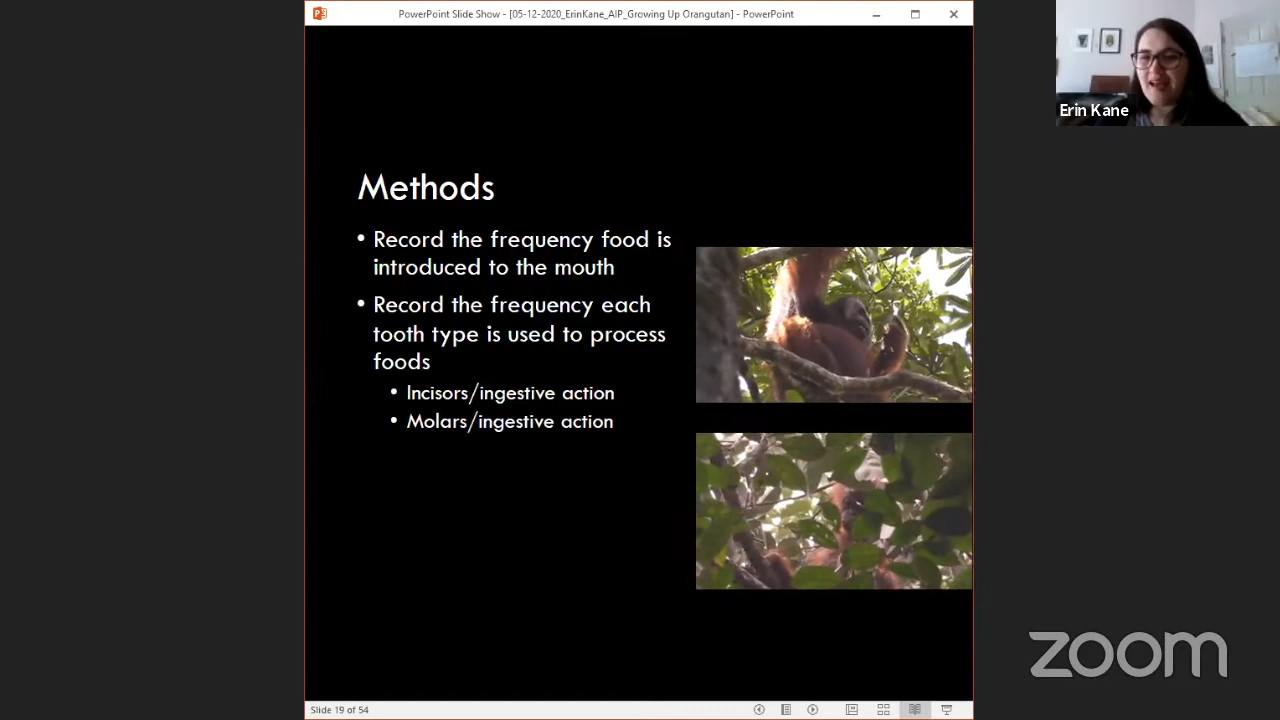 PowerPoint Slide Show - [05-12-2020_ErinKane_AIP_Growing Up Orangutan] - PowerPoint
Erin Kane
Methods
• Record the frequency food is
introduced to the mouth
• Record the frequency each
tooth type is used to process
foods
• Incisors/ingestive action
• Molars/ingestive action
zoom
Slide 19 of 54